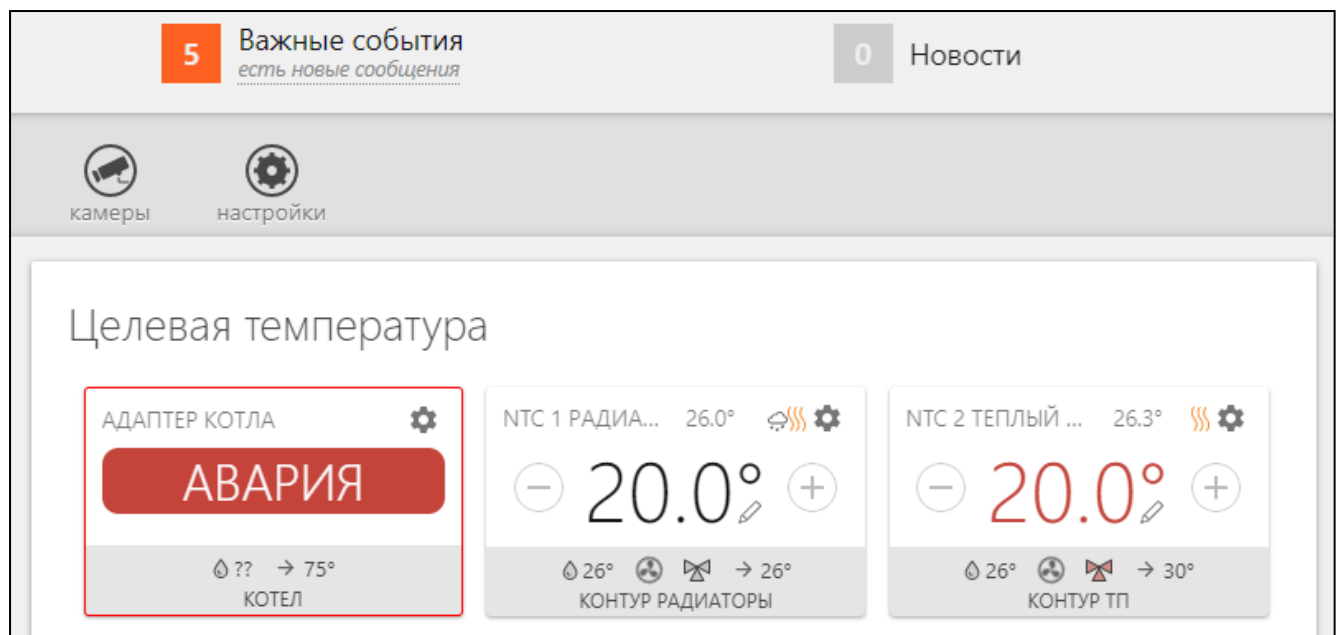 5 Важные события
есть новые сообщения
0 Новости
камеры настройки
Целевая температура
АДАПТЕР КОТЛА
АВАРИЯ
?? → 75°
КОТЕЛ
NTC 1 РАДИА... 26.0°
− 20.0° +
26° → 26°
КОНТУР РАДИАТОРЫ
NTC 2 ТЕПЛЫЙ ... 26.3°
− 20.0° +
26° → 30°
КОНТУР ТП